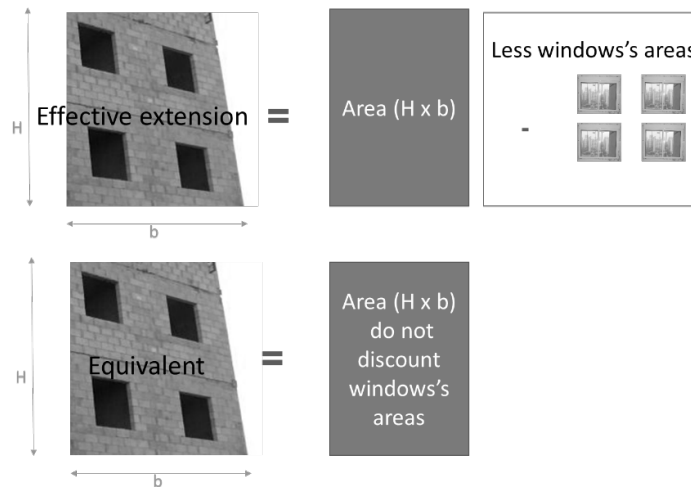 Less windows's areas
H
Effective extension
=
Area (H x b)
-
b
H
Equivalent
=
Area (H x b)
do not
discount
windows's
areas
b